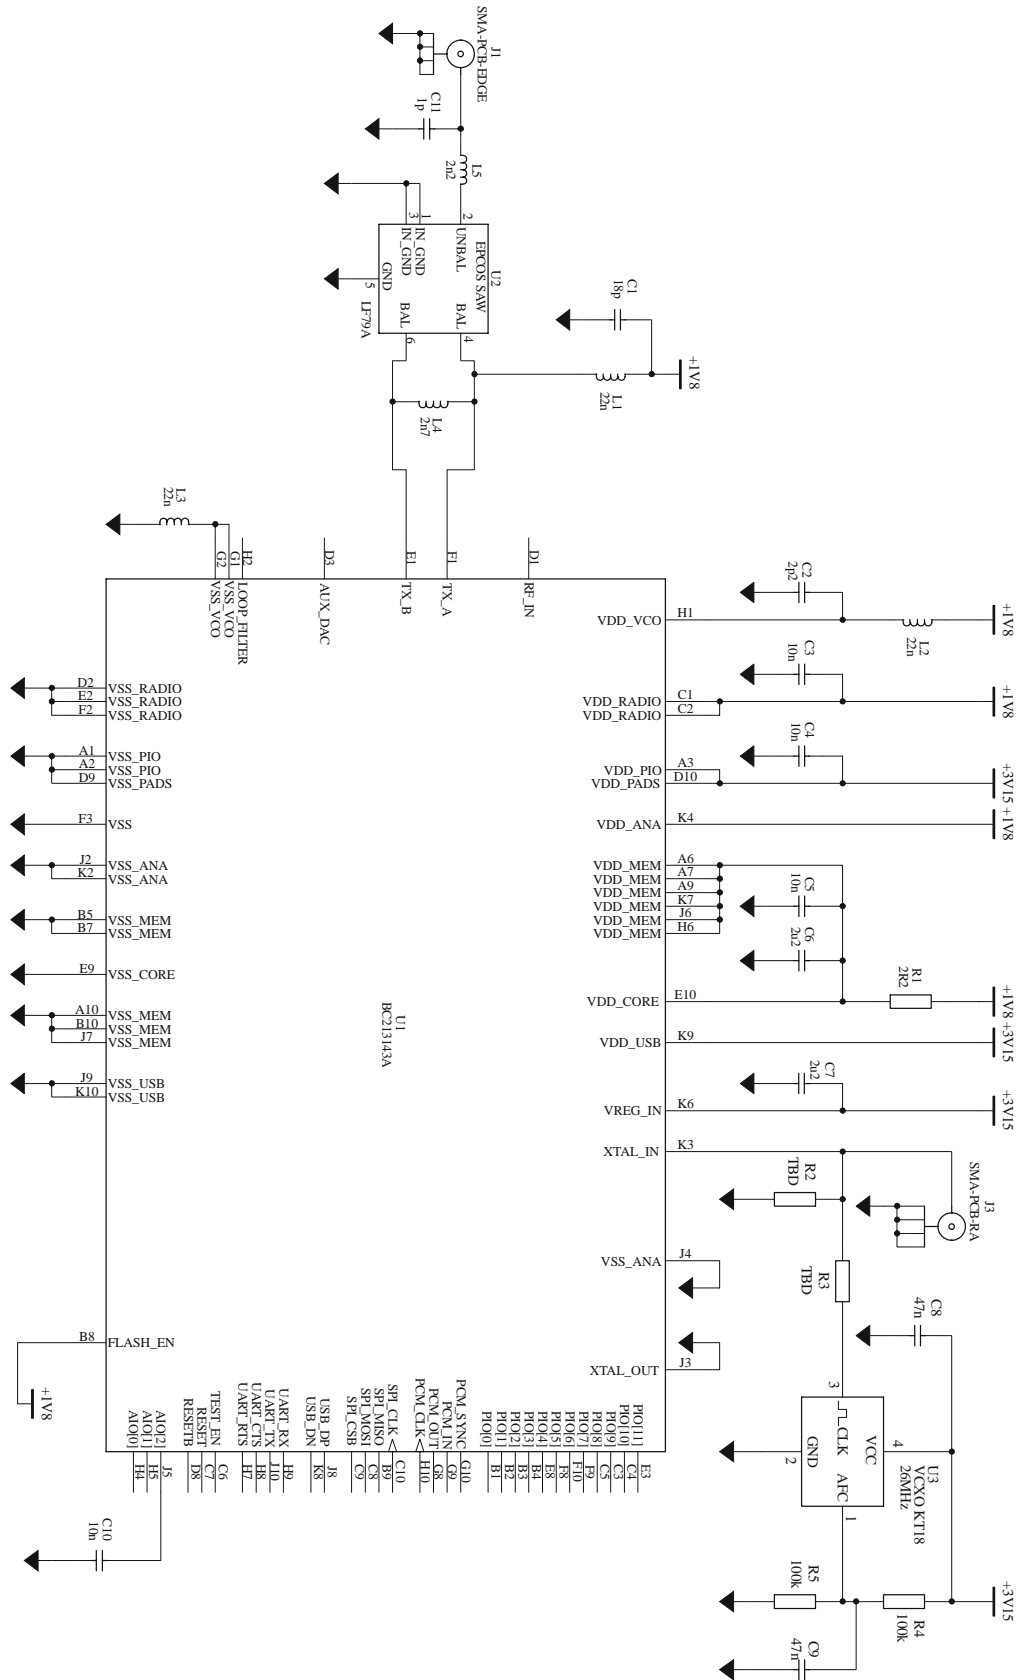 J1
SMA-PCB-EDGE
C11
1p
L5
2n2
U2
EPCOS SAW
LF79A
2
UNBAL
1
IN_GND
3
IN_GND
GND
5
BAL
4
BAL
6
C1
18p
+1V8
L1
22n
L4
2n7
L3
22n
G2
VSS_VCO
G1
VSS_VCO
H2
LOOP_FILTER
D3
AUX_DAC
E1
TX_B
F1
TX_A
D1
RF_IN
U1
BC213143A
D2 VSS_RADIO
E2 VSS_RADIO
F2 VSS_RADIO
A1 VSS_PIO
A2 VSS_PIO
D9 VSS_PADS
F3 VSS
J2 VSS_ANA
K2 VSS_ANA
B5 VSS_MEM
B7 VSS_MEM
E9 VSS_CORE
A10 VSS_MEM
B10 VSS_MEM
J7 VSS_MEM
J9 VSS_USB
K10 VSS_USB
B8 FLASH_EN
+1V8
VDD_VCO H1
C2
2p2
L2
22n
+1V8
VDD_RADIO C1
VDD_RADIO C2
C3
10n
+1V8
VDD_PIO A3
VDD_PADS D10
C4
10n
+3V15
VDD_ANA K4
+1V8
VDD_MEM A6
VDD_MEM A7
VDD_MEM A9
VDD_MEM K7
VDD_MEM J6
VDD_MEM H6
C5
10n
C6
2u2
VDD_CORE E10
R1
2R2
+1V8
VDD_USB K9
+3V15
VREG_IN K6
C7
2u2
+3V15
XTAL_IN K3
R2
TBD
J3
SMA-PCB-RA
R3
TBD
VSS_ANA J4
XTAL_OUT J3
C8
47n
U3
VCXO KT18
26MHz
3
CLK
VCC
4
GND
2
AFC
1
+3V15
R5
100k
R4
100k
C9
47n
AIO[0] H4
AIO[1] H5
AIO[2] J5
C10
10n
RESETB D8
RESET C7
TEST_EN C6
UART_RTS H7
UART_CTS H8
UART_TX J10
UART_RX H9
USB_DN K8
USB_DP J8
SPI_CSB C9
SPI_MOSI C8
SPI_MISO B9
SPI_CLK C10
PCM_CLK H10
PCM_OUT G8
PCM_IN G9
PCM_SYNC G10
PIO[0] B1
PIO[1] B2
PIO[2] B3
PIO[3] B4
PIO[4] E8
PIO[5] F8
PIO[6] F10
PIO[7] F9
PIO[8] C5
PIO[9] C3
PIO[10] C4
PIO[11] E3